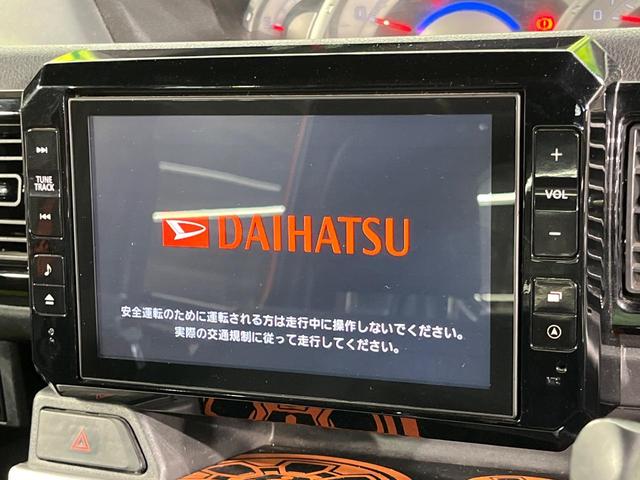 TUNE
TRACK
VOL
DAIHATSU
安全運転のために運転される方は走行中に操作しないでください。
実際の交通規制に従って走行してください。